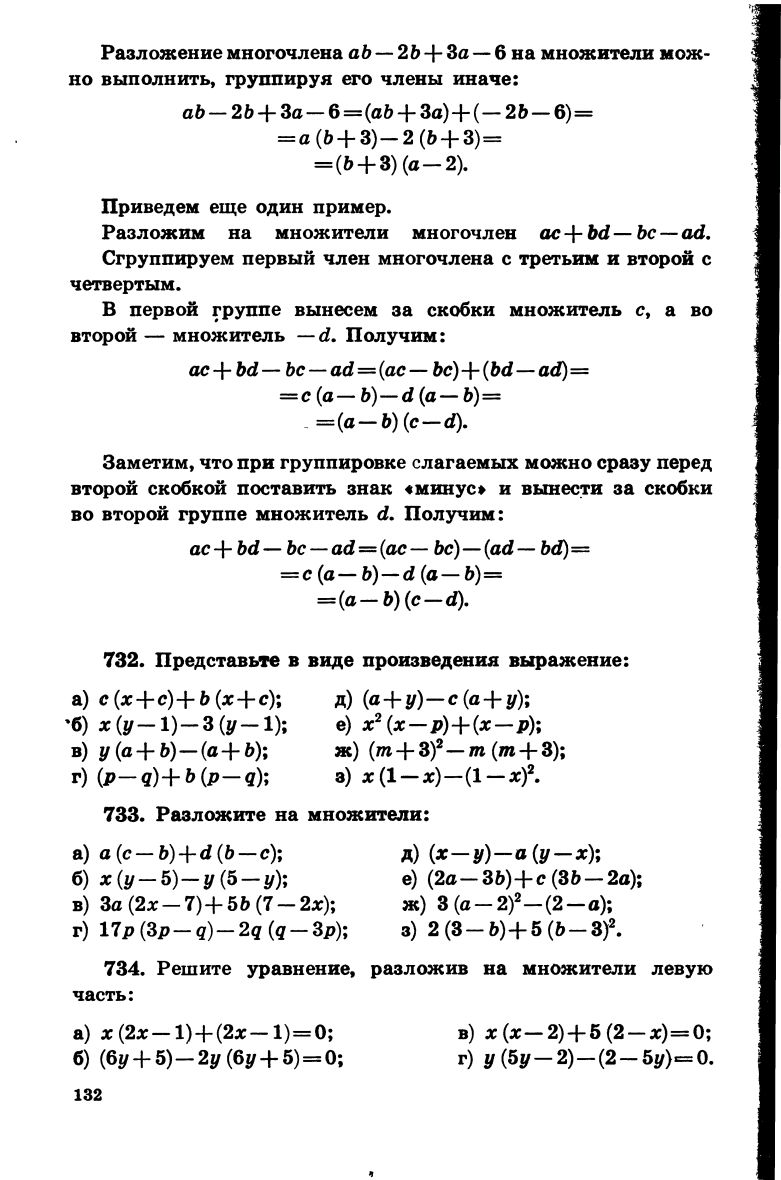 Разложение многочлена ab — 2b + 3a — 6 на множители мож-
но выполнить, группируя его члены иначе:
ab — 2b + 3a — 6 = (ab + 3a) + (— 2b — 6) =
= a (b + 3) — 2 (b + 3) =
= (b + 3) (a — 2).
Приведем еще один пример.
Разложим на множители многочлен ac + bd — bc — ad.
Сгруппируем первый член многочлена с третьим и второй с
четвертым.
В первой группе вынесем за скобки множитель c, а во
второй — множитель — d. Получим:
ac + bd — bc — ad = (ac — bc) + (bd — ad) =
= c (a — b) — d (a — b) =
= (a — b) (c — d).
Заметим, что при группировке слагаемых можно сразу перед
второй скобкой поставить знак «минус» и вынести за скобки
во второй группе множитель d. Получим:
ac + bd — bc — ad = (ac — bc) — (ad — bd) =
= c (a — b) — d (a — b) =
= (a — b) (c — d).
732. Представьте в виде произведения выражение:
а) c (x + c) + b (x + c); д) (a + y) — c (a + y);
б) x (y — 1) — 3 (y — 1); е) x² (x — p) + (x — p);
в) y (a + b) — (a + b); ж) (m + 3)² — m (m + 3);
г) (p — q) + b (p — q); з) x (1 — x) — (1 — x)².
733. Разложите на множители:
а) a (c — b) + d (b — c); д) (x — y) — a (y — x);
б) x (y — 5) — y (5 — y); е) (2a — 3b) + c (3b — 2a);
в) 3a (2x — 7) + 5b (7 — 2x); ж) 3 (a — 2)² — (2 — a);
г) 17p (3p — q) — 2q (q — 3p); з) 2 (3 — b) + 5 (b — 3)².
734. Решите уравнение, разложив на множители левую
часть:
а) x (2x — 1) + (2x — 1) = 0; в) x (x — 2) + 5 (2 — x) = 0;
б) (6y + 5) — 2y (6y + 5) = 0; г) y (5y — 2) — (2 — 5y) = 0.
132